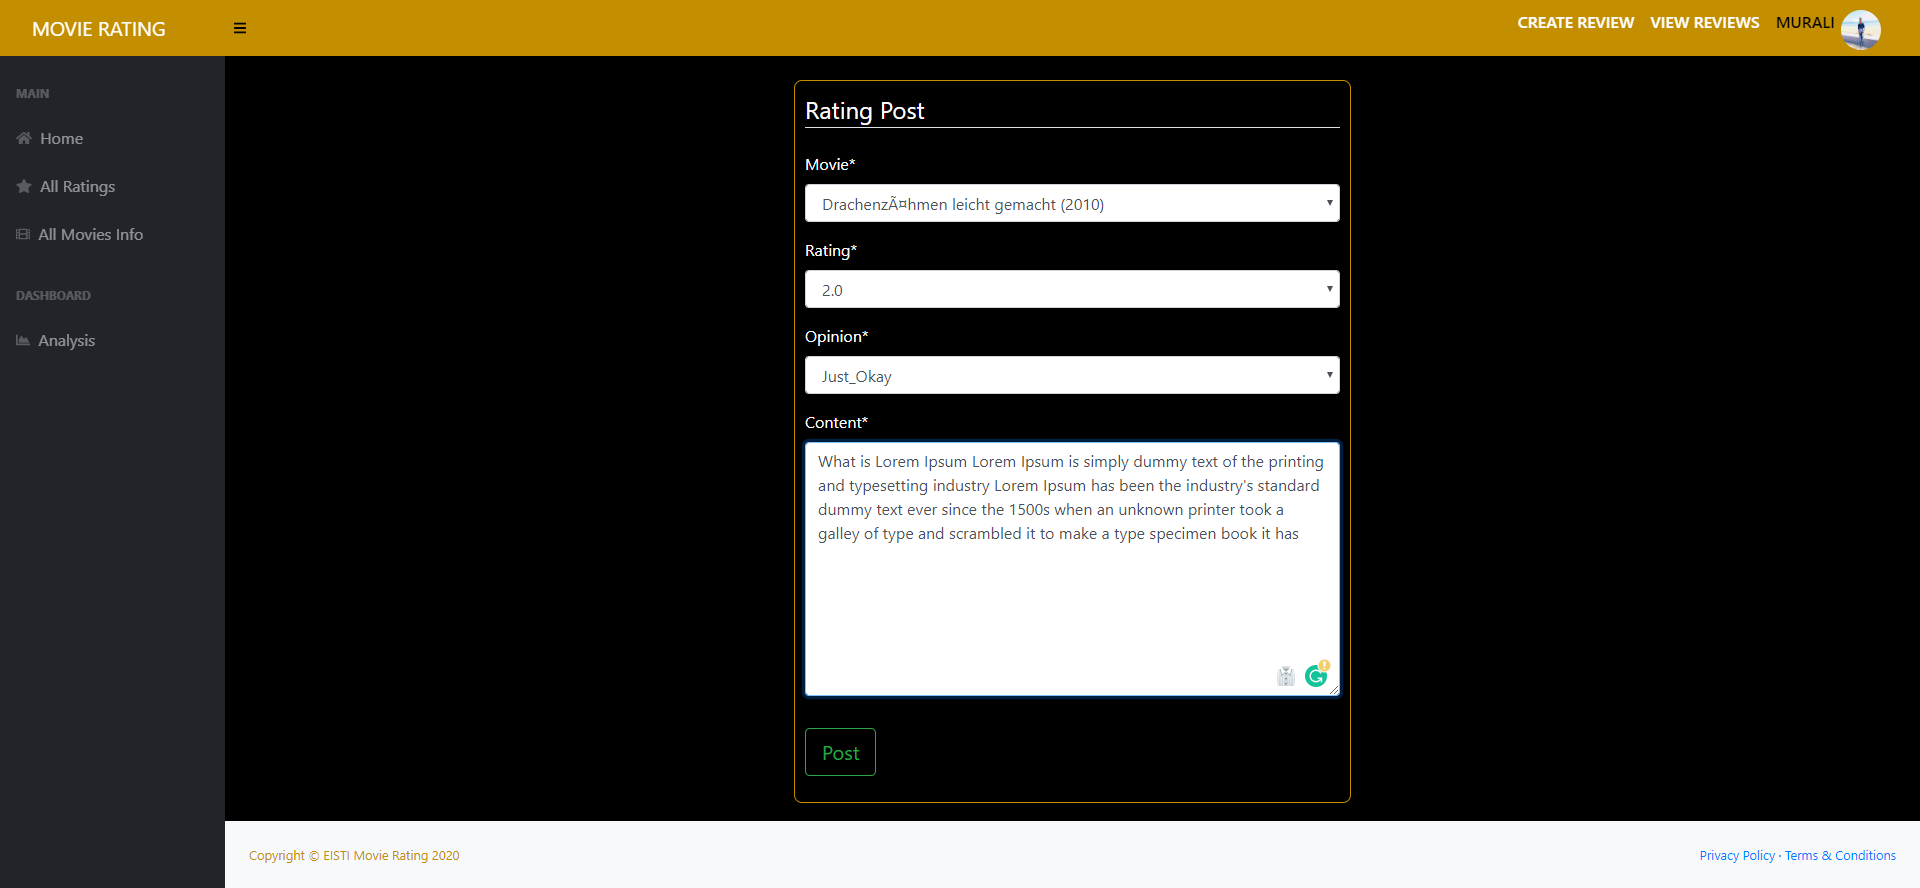 MOVIE RATING
CREATE REVIEW
VIEW REVIEWS
MURALI
MAIN
Home
All Ratings
All Movies Info
DASHBOARD
Analysis
Rating Post
Movie*
DrachenzÃ¤hmen leicht gemacht (2010)
Rating*
2.0
Opinion*
Just_Okay
Content*
What is Lorem Ipsum Lorem Ipsum is simply dummy text of the printing
and typesetting industry Lorem Ipsum has been the industry's standard
dummy text ever since the 1500s when an unknown printer took a
galley of type and scrambled it to make a type specimen book it has
Post
Copyright © EISTI Movie Rating 2020
Privacy Policy · Terms & Conditions